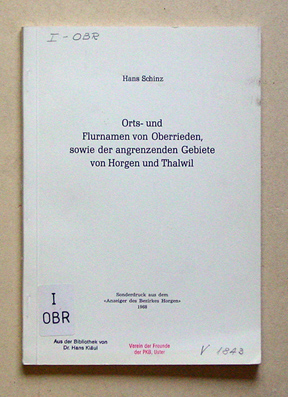 I - OBR
Hans Schinz
Orts- und
Flurnamen von Oberrieden,
sowie der angrenzenden Gebiete
von Horgen und Thalwil
Sonderdruck aus dem
«Anzeiger des Bezirkes Horgen»
1988
I
OBR
Aus der Bibliothek von
Dr. Hans Kläui
Verein der Freunde
der PKB, Uster
V 1843